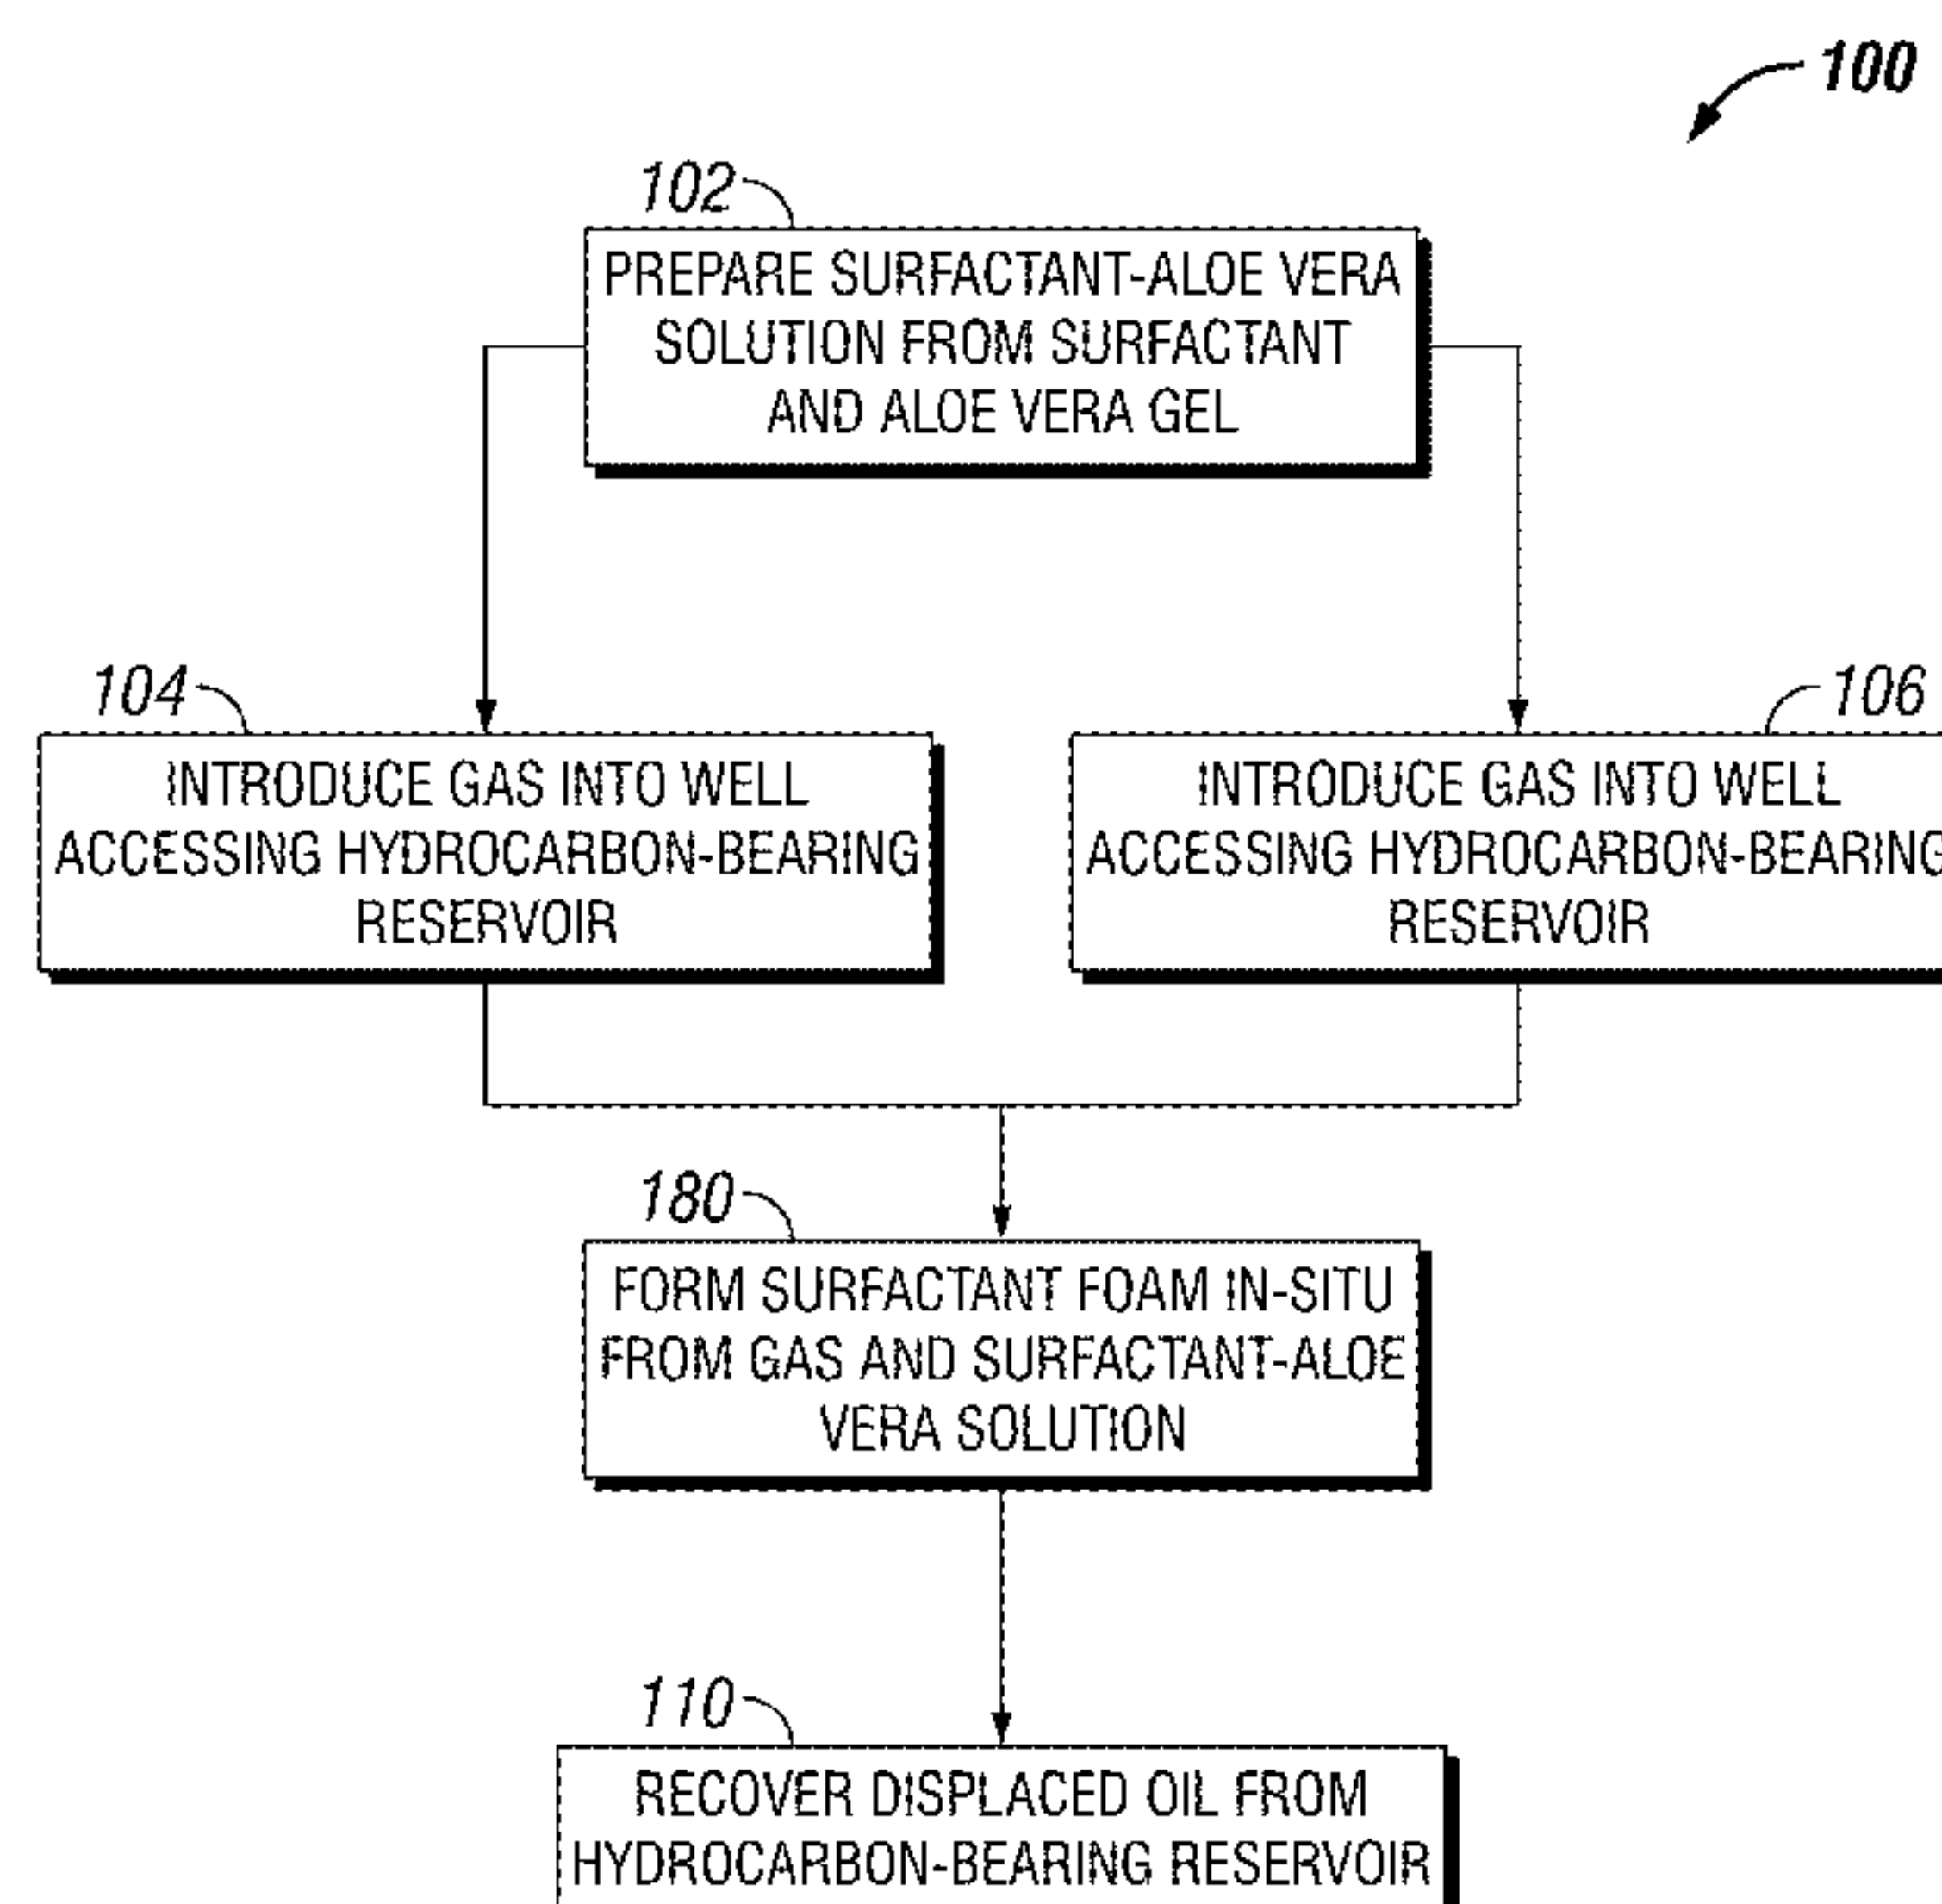 100
102
PREPARE SURFACTANT-ALOE VERA
SOLUTION FROM SURFACTANT
AND ALOE VERA GEL
104
INTRODUCE GAS INTO WELL
ACCESSING HYDROCARBON-BEARING
RESERVOIR
106
INTRODUCE GAS INTO WELL
ACCESSING HYDROCARBON-BEARING
RESERVOIR
180
FORM SURFACTANT FOAM IN-SITU
FROM GAS AND SURFACTANT-ALOE
VERA SOLUTION
110
RECOVER DISPLACED OIL FROM
HYDROCARBON-BEARING RESERVOIR